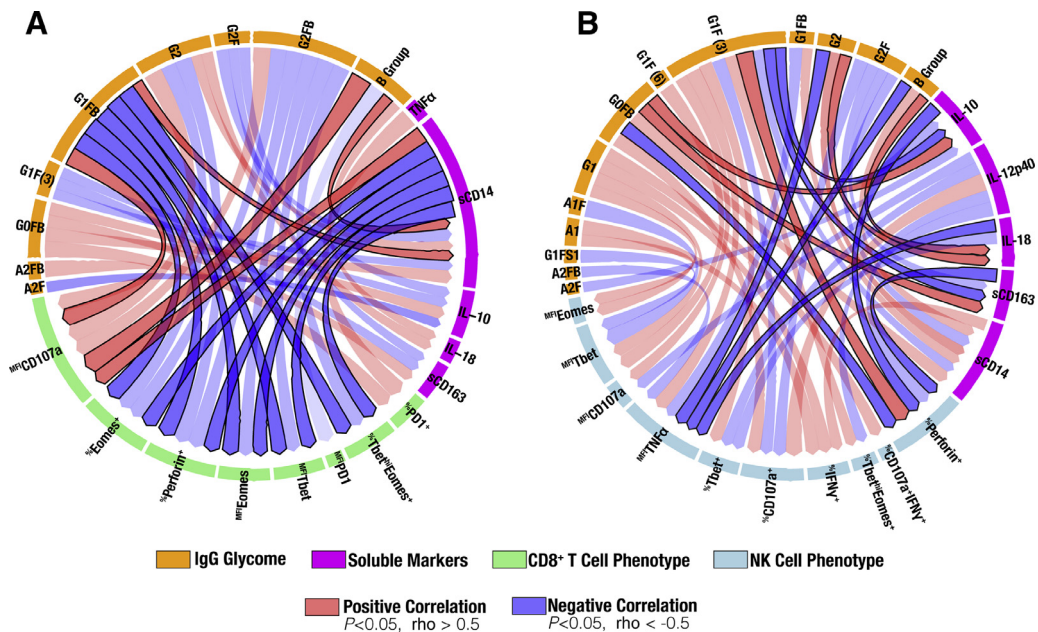 A
G2
G2F
G2FB
B Group
TNFα
sCD14
IL-10
IL-18
sCD163
%PD1+
%TbethiEomes+
MFIPD1
MFITbet
MFIEomes
%Perforin+
%Eomes+
MFICD107a
A2F
A2FB
G0FB
G1F(3)
G1FB
B
G1F (3)
G1FB
G2
G2F
B Group
IL-10
IL-12p40
IL-18
sCD163
sCD14
%Perforin+
%CD107a+IFNγ+
%TbethiEomes+
%IFNγ+
%CD107a+
%Tbet+
MFITNFα
MFICD107a
MFITbet
MFIEomes
A2F
A2FB
G1FS1
A1
A1F
G1
G0FB
G1F (6)
IgG Glycome
Soluble Markers
CD8+ T Cell Phenotype
NK Cell Phenotype
Positive Correlation
P<0.05, rho > 0.5
Negative Correlation
P<0.05, rho < -0.5